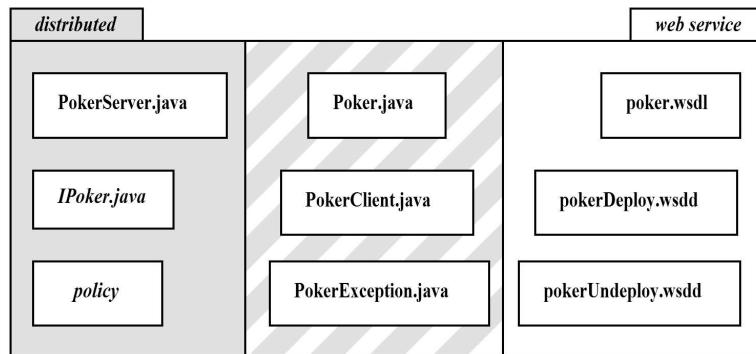 distributed
web service
PokerServer.java
Poker.java
poker.wsdl
IPoker.java
PokerClient.java
pokerDeploy.wsdd
policy
PokerException.java
pokerUndeploy.wsdd